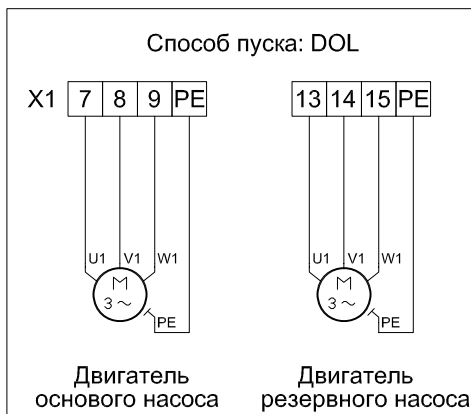 Способ пуска: DOL
X1 7 8 9 PE 13 14 15 PE
U1 V1 W1 U1 V1 W1
M M
3 ~ 3 ~
PE PE
Двигатель Двигатель
основого насоса резервного насоса